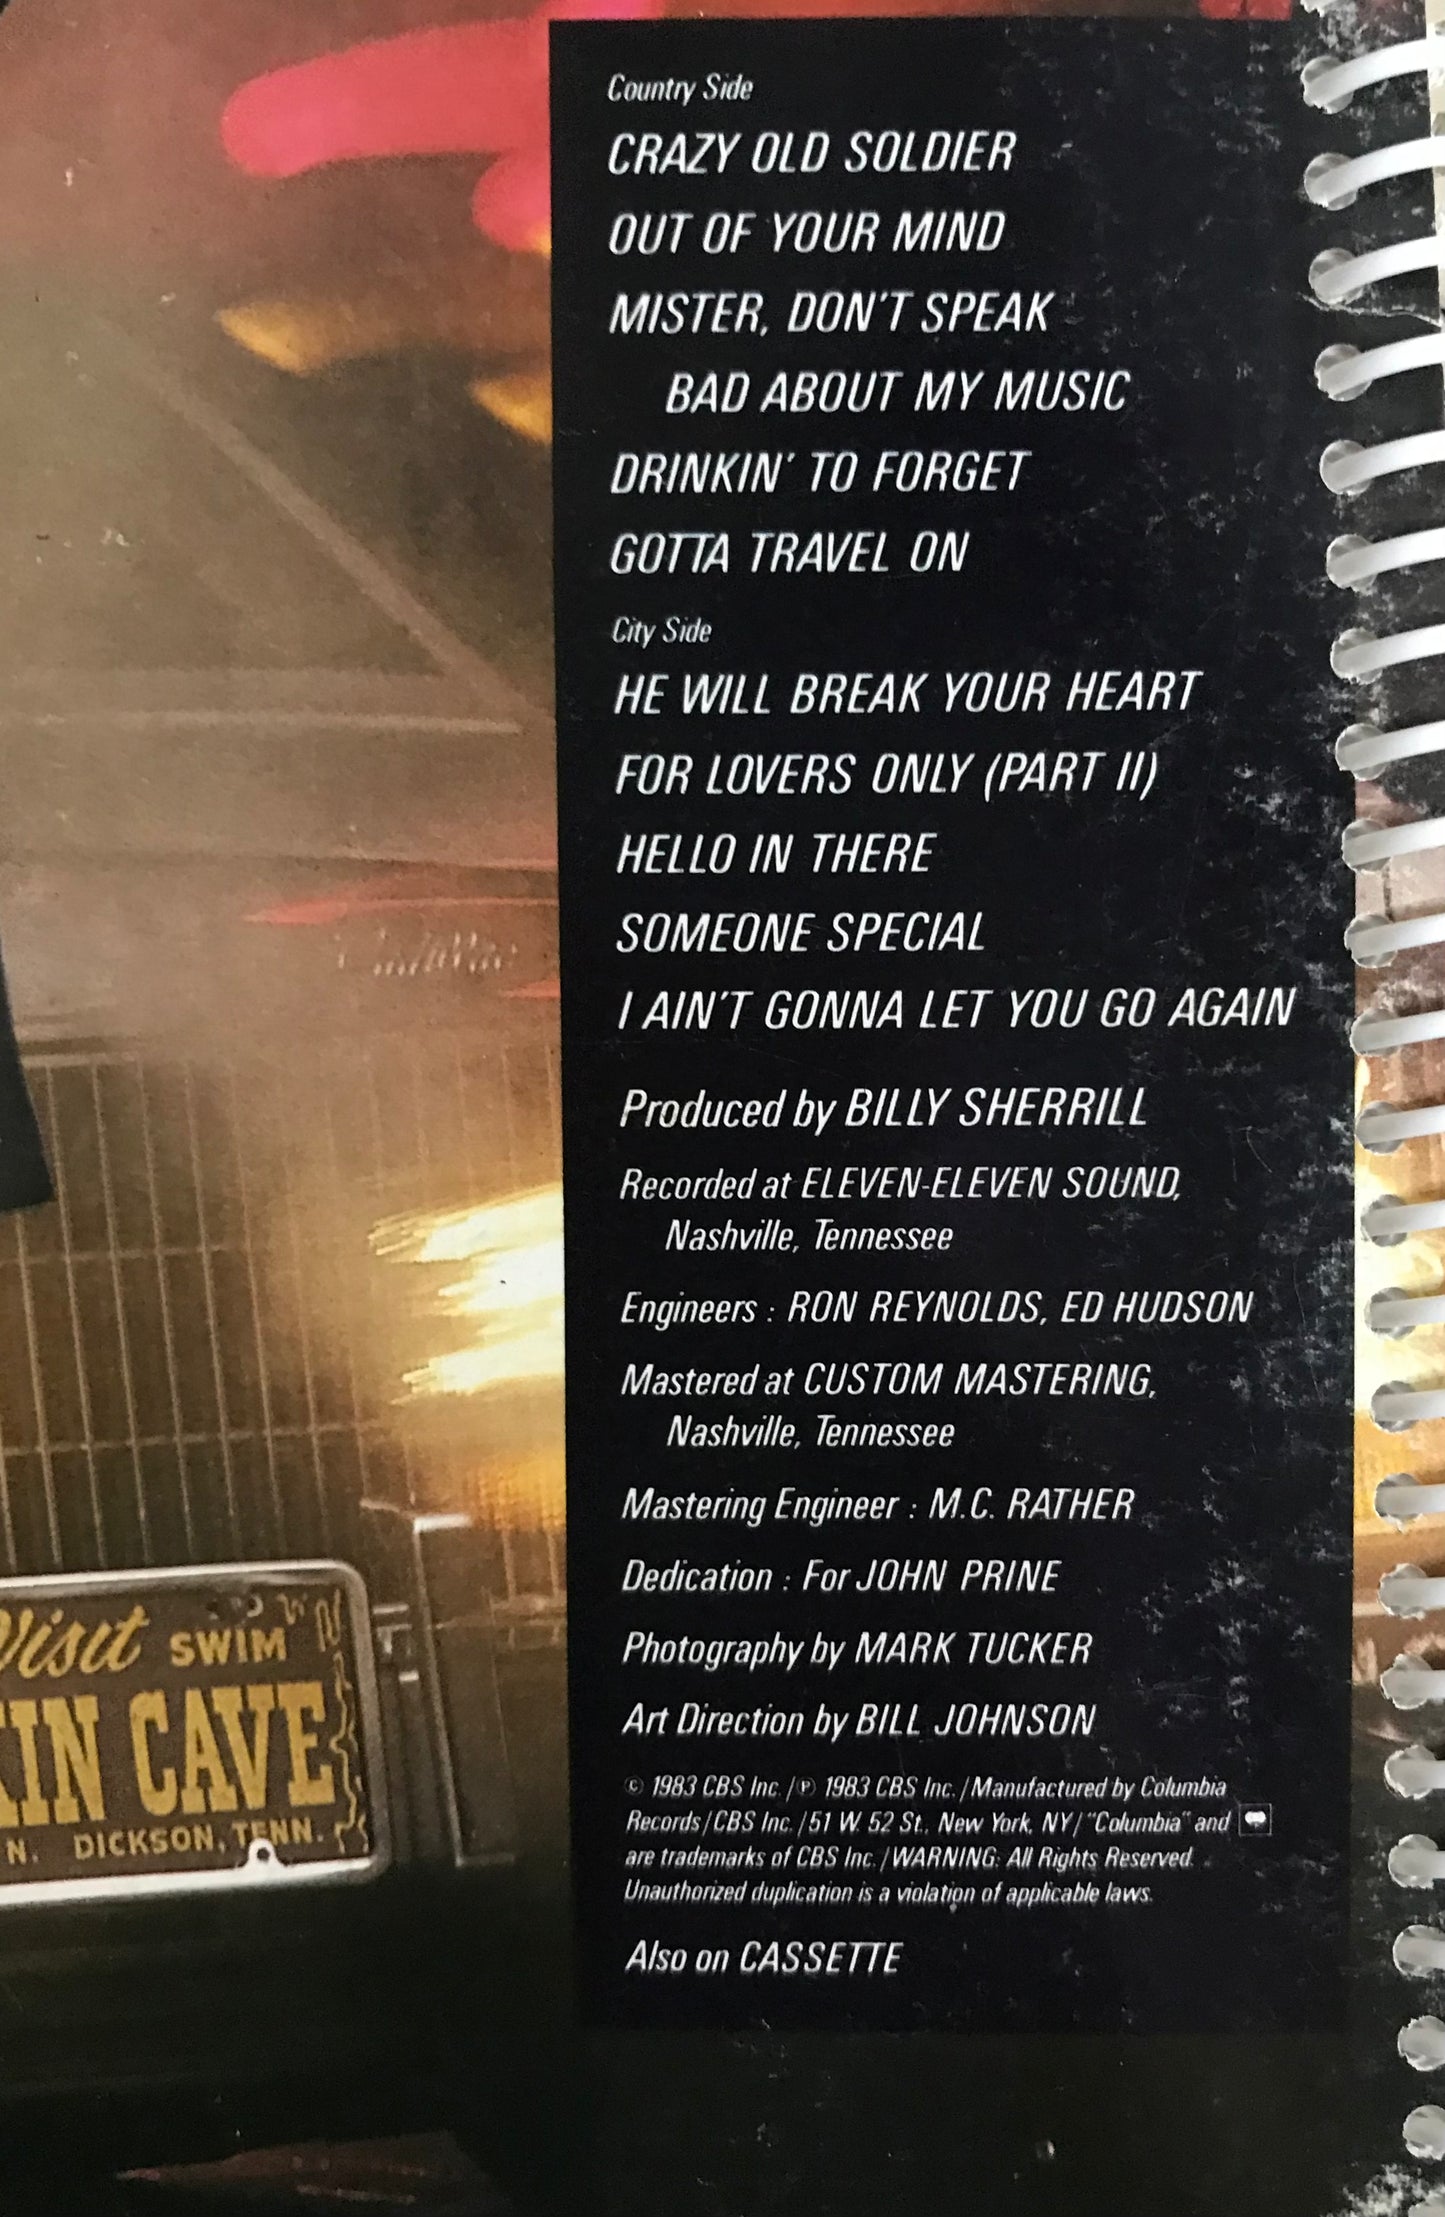 Country Side
CRAZY OLD SOLDIER
OUT OF YOUR MIND
MISTER, DON'T SPEAK
BAD ABOUT MY MUSIC
DRINKIN' TO FORGET
GOTTA TRAVEL ON
City Side
HE WILL BREAK YOUR HEART
FOR LOVERS ONLY (PART II)
HELLO IN THERE
SOMEONE SPECIAL
I AIN'T GONNA LET YOU GO AGAIN
Produced by BILLY SHERRILL
Recorded at ELEVEN-ELEVEN SOUND,
Nashville, Tennessee
Engineers : RON REYNOLDS, ED HUDSON
Mastered at CUSTOM MASTERING,
Nashville, Tennessee
Mastering Engineer : M.C. RATHER
Dedication : For JOHN PRINE
Photography by MARK TUCKER
Art Direction by BILL JOHNSON
© 1983 CBS Inc. / ℗ 1983 CBS Inc. / Manufactured by Columbia
Records / CBS Inc. / 51 W. 52 St., New York, NY / "Columbia" and
are trademarks of CBS Inc. / WARNING: All Rights Reserved.
Unauthorized duplication is a violation of applicable laws.
Also on CASSETTE
Cadillac
Visit SWIM
KIN CAVE
N. DICKSON, TENN.